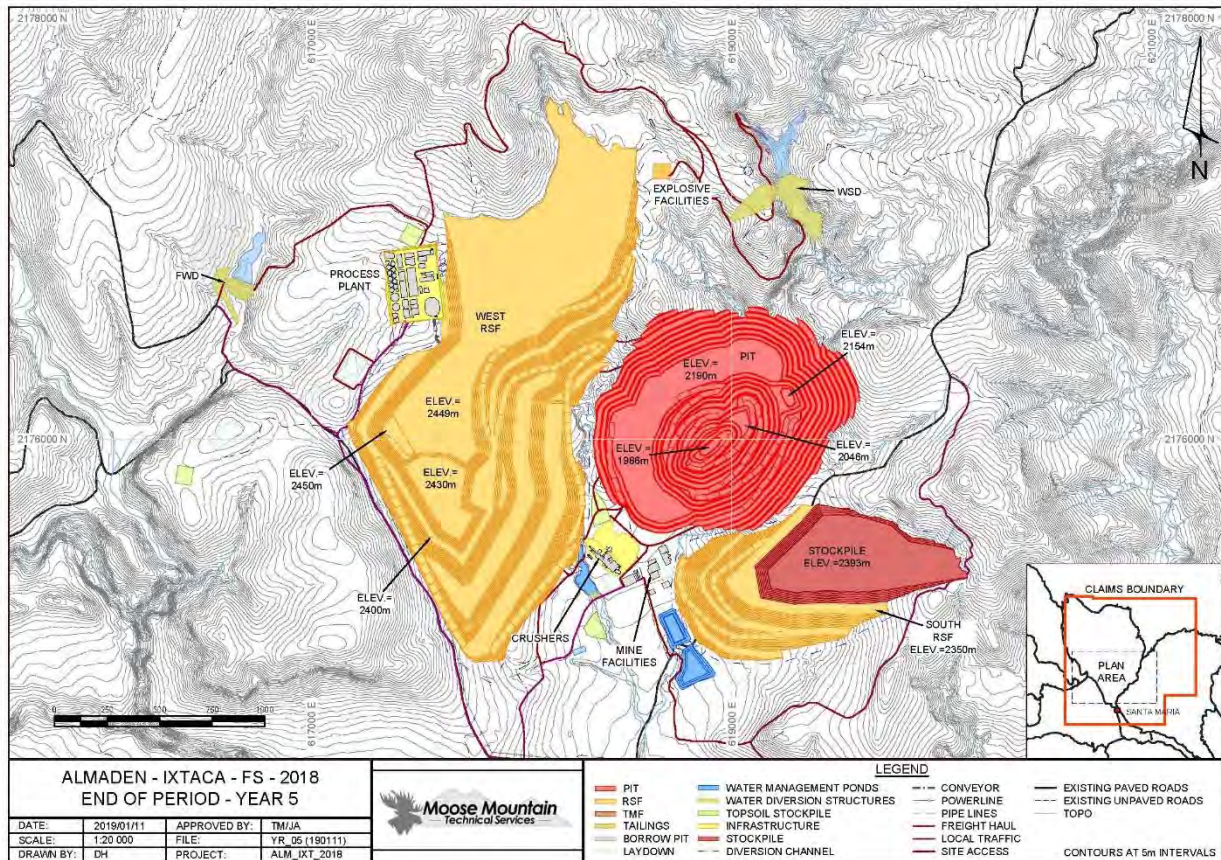 2178000 N
617000 E
619000 E
621000 E
2178000 N
N
EXPLOSIVE
FACILITIES
WSD
FWD
PROCESS
PLANT
WEST
RSF
ELEV.=
2154m
PIT
ELEV.=
2190m
ELEV.=
2449m
2176000 N
2176000 N
ELEV.=
1986m
ELEV.=
2046m
ELEV.=
2450m
ELEV.=
2430m
STOCKPILE
ELEV.=2393m
ELEV.=
2400m
CRUSHERS
MINE
FACILITIES
SOUTH
RSF
ELEV.=2350m
CLAIMS BOUNDARY
PLAN
AREA
SANTA MARIA
0 250 500 750 1000
617000 E
619000 E
ALMADEN - IXTACA - FS - 2018
END OF PERIOD - YEAR 5
DATE: 2019/01/11 APPROVED BY: TM/JA
SCALE: 1:20 000 FILE: YR_05 (190111)
DRAWN BY: DH PROJECT: ALM_IXT_2018
Moose Mountain
Technical Services
LEGEND
PIT
RSF
TMF
TAILINGS
BORROW PIT
LAYDOWN
WATER MANAGEMENT PONDS
WATER DIVERSION STRUCTURES
TOPSOIL STOCKPILE
INFRASTRUCTURE
STOCKPILE
DIVERSION CHANNEL
CONVEYOR
POWERLINE
PIPE LINES
FREIGHT HAUL
LOCAL TRAFFIC
SITE ACCESS
EXISTING PAVED ROADS
EXISTING UNPAVED ROADS
TOPO
CONTOURS AT 5m INTERVALS